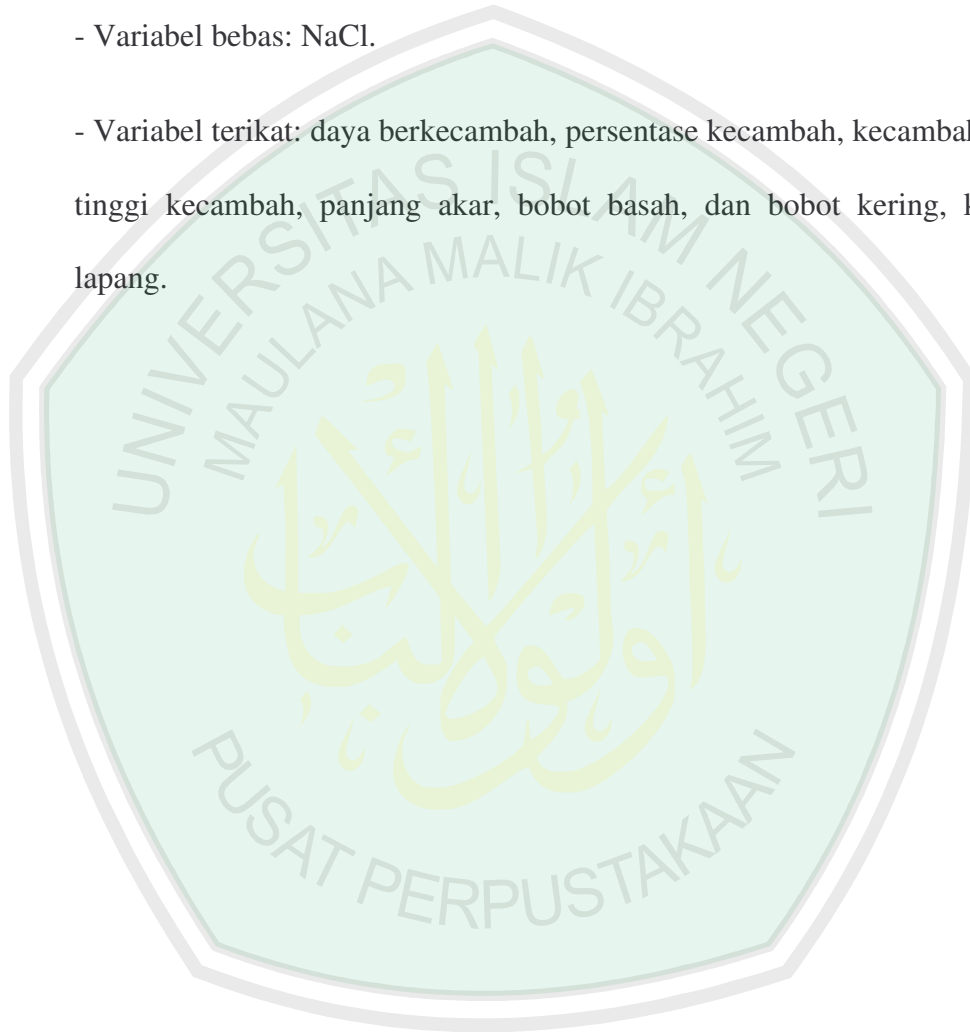 - Variabel bebas: NaCl.
- Variabel terikat: daya berkecambah, persentase kecambah, kecambah
tinggi kecambah, panjang akar, bobot basah, dan bobot kering,
lapang.
UNIVERSITAS ISLAM NEGERI
MAULANA MALIK IBRAHIM
PUSAT PERPUSTAKAAN